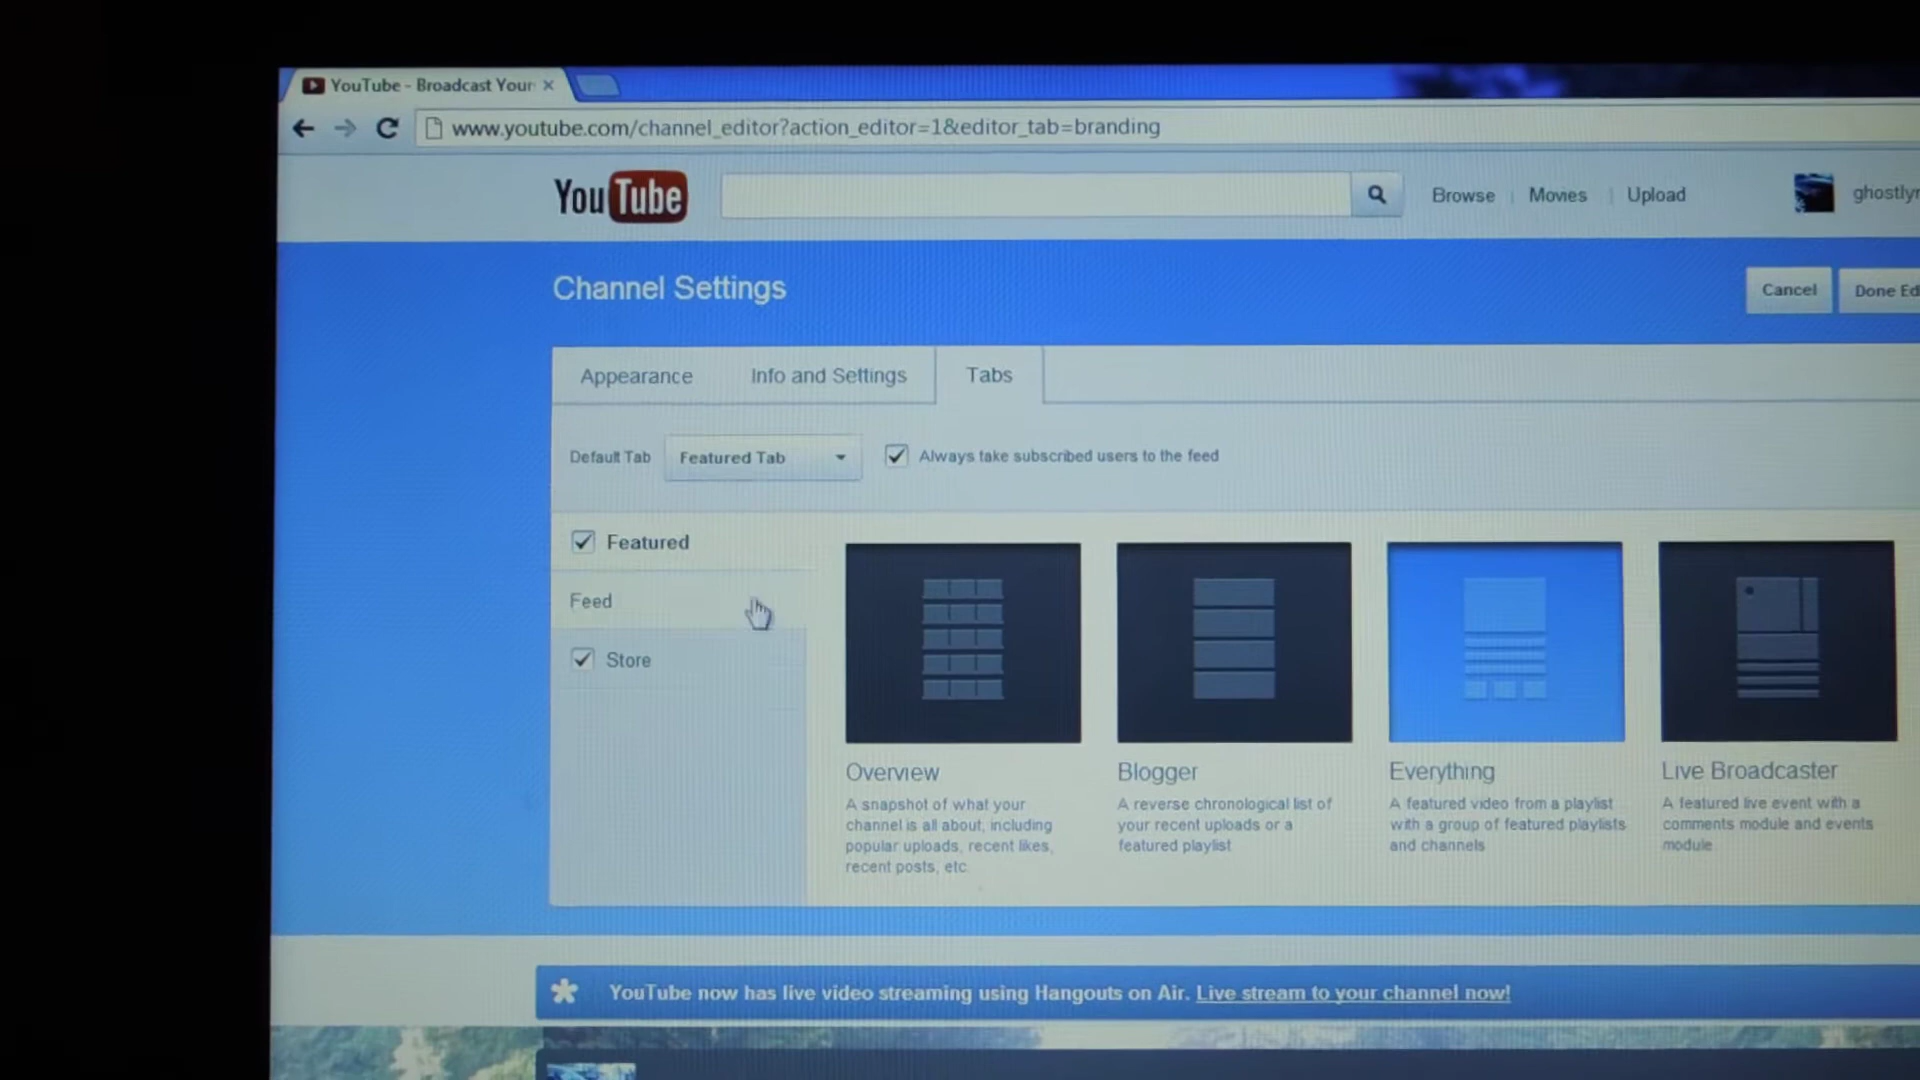 YouTube - Broadcast Your
www.youtube.com/channel_editor?action_editor=1&editor_tab=branding
YouTube
Browse
Movies
Upload
ghostlyr
Channel Settings
Cancel
Done Ed
Appearance
Info and Settings
Tabs
Default Tab
Featured Tab
Always take subscribed users to the feed
Featured
Feed
Store
Overview
A snapshot of what your
channel is all about, including
popular uploads, recent likes,
recent posts, etc.
Blogger
A reverse chronological list of
your recent uploads or a
featured playlist
Everything
A featured video from a playlist
with a group of featured playlists
and channels
Live Broadcaster
A featured live event with a
comments module and events
module
YouTube now has live video streaming using Hangouts on Air. Live stream to your channel now!